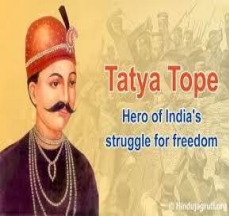 Tatya Tope
Hero of India's
struggle for freedom
© Hindujagruti.org